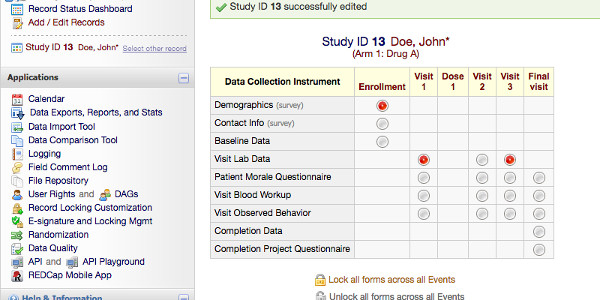 Record Status Dashboard
Add / Edit Records
Study ID 13 Doe, John* Select other record
Applications
Calendar
Data Exports, Reports, and Stats
Data Import Tool
Data Comparison Tool
Logging
Field Comment Log
File Repository
User Rights and DAGs
Record Locking Customization
E-signature and Locking Mgmt
Randomization
Data Quality
API and API Playground
REDCap Mobile App
Help & Information
Study ID 13 successfully edited
Study ID 13 Doe, John*
(Arm 1: Drug A)
Data Collection Instrument Enrollment Visit 1 Dose 1 Visit 2 Visit 3 Final visit
Demographics (survey)
Contact Info (survey)
Baseline Data
Visit Lab Data
Patient Morale Questionnaire
Visit Blood Workup
Visit Observed Behavior
Completion Data
Completion Project Questionnaire
Lock all forms across all Events
Unlock all forms across all Events